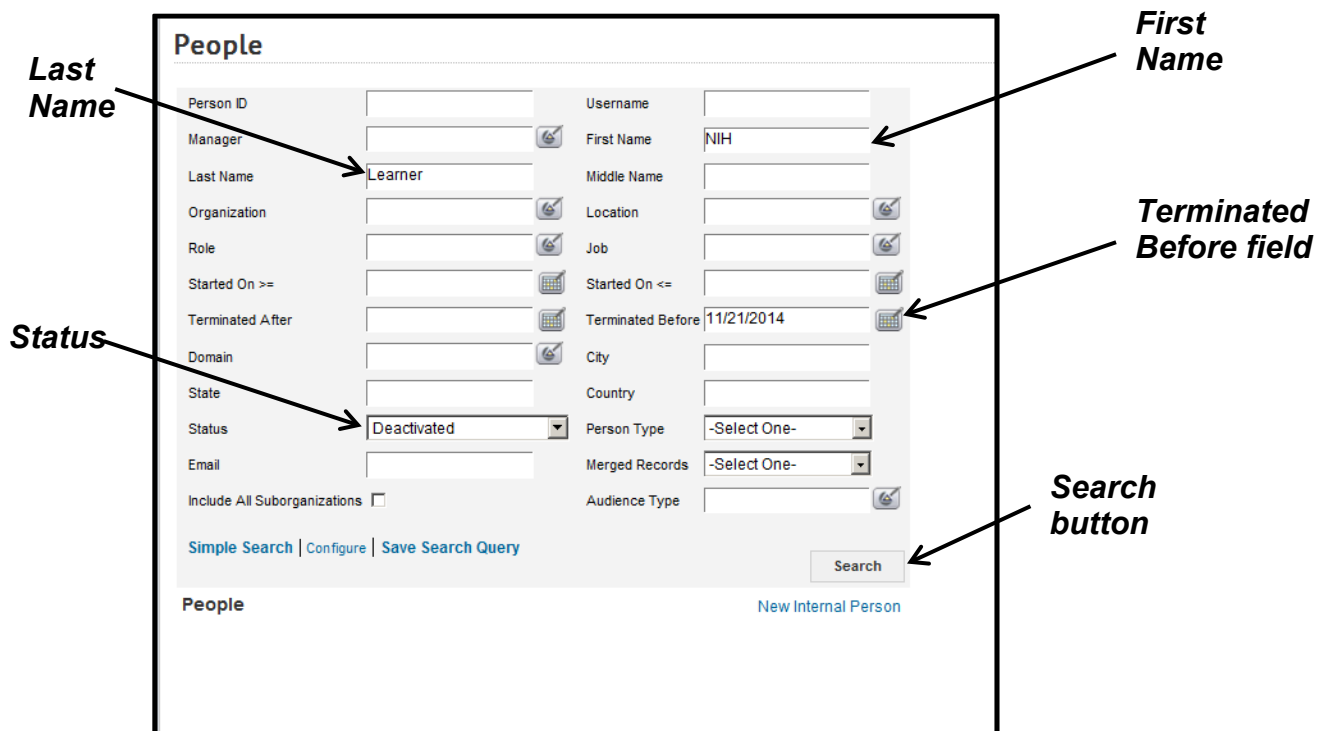 First
Name
People
Last
Name
Person ID Username
Manager First Name NIH
Last Name Learner Middle Name
Organization Location
Terminated
Before field
Role Job
Started On >= Started On <=
Terminated After Terminated Before 11/21/2014
Status
Domain City
State Country
Status Deactivated Person Type -Select One-
Email Merged Records -Select One-
Search
button
Include All Suborganizations Audience Type
Simple Search | Configure | Save Search Query
Search
People New Internal Person